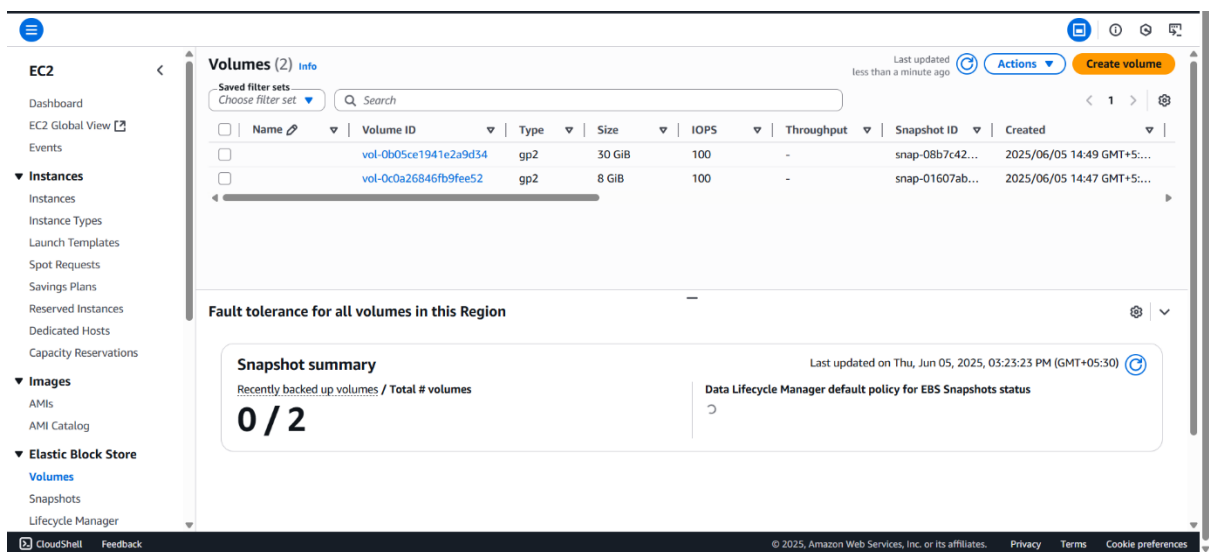 EC2
Dashboard
EC2 Global View
Events
Instances
Instances
Instance Types
Launch Templates
Spot Requests
Savings Plans
Reserved Instances
Dedicated Hosts
Capacity Reservations
Images
AMIs
AMI Catalog
Elastic Block Store
Volumes
Snapshots
Lifecycle Manager
Volumes (2) Info
Last updated
less than a minute ago
Actions
Create volume
Saved filter sets
Choose filter set
Search
1
Name Volume ID Type Size IOPS Throughput Snapshot ID Created
vol-0b05ce1941e2a9d34 gp2 30 GiB 100 - snap-08b7c42... 2025/06/05 14:49 GMT+5:...
vol-0c0a26846fb9fee52 gp2 8 GiB 100 - snap-01607ab... 2025/06/05 14:47 GMT+5:...
Fault tolerance for all volumes in this Region
Snapshot summary
Last updated on Thu, Jun 05, 2025, 03:23:23 PM (GMT+05:30)
Recently backed up volumes / Total # volumes
0 / 2
Data Lifecycle Manager default policy for EBS Snapshots status
CloudShell Feedback
© 2025, Amazon Web Services, Inc. or its affiliates. Privacy Terms Cookie preferences